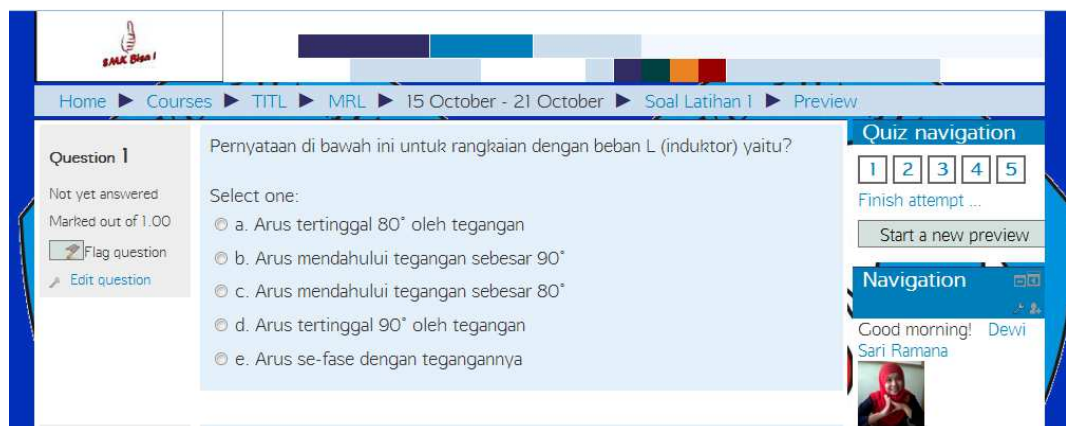 SMK Bisa !
Home ▶ Courses ▶ TITL ▶ MRL ▶ 15 October - 21 October ▶ Soal Latihan 1 ▶ Preview
Question 1
Not yet answered
Marked out of 1.00
Flag question
Edit question
Pernyataan di bawah ini untuk rangkaian dengan beban L (induktor) yaitu?
Select one:
a. Arus tertinggal 80° oleh tegangan
b. Arus mendahului tegangan sebesar 90°
c. Arus mendahului tegangan sebesar 80°
d. Arus tertinggal 90° oleh tegangan
e. Arus se-fase dengan tegangannya
Quiz navigation
1 2 3 4 5
Finish attempt ...
Start a new preview
Navigation
Good morning! Dewi
Sari Ramana